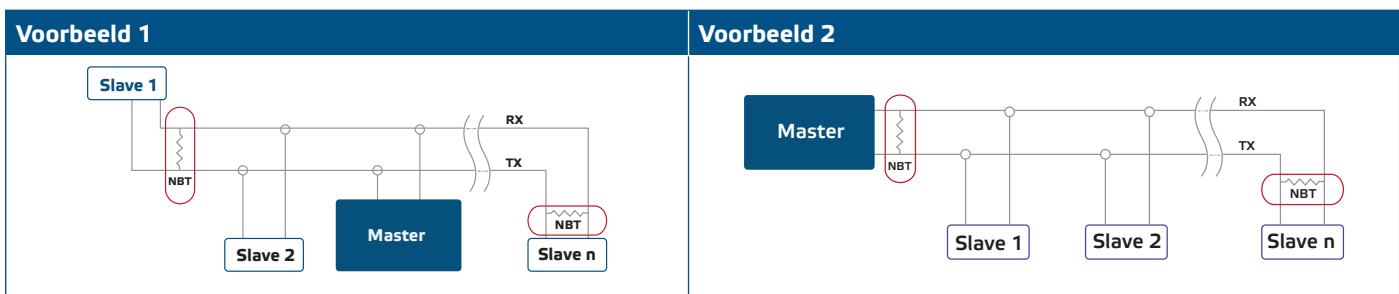 Voorbeeld 1
Slave 1
RX
TX
NBT
NBT
Slave 2
Master
Slave n
Voorbeeld 2
Master
RX
TX
NBT
NBT
Slave 1
Slave 2
Slave n